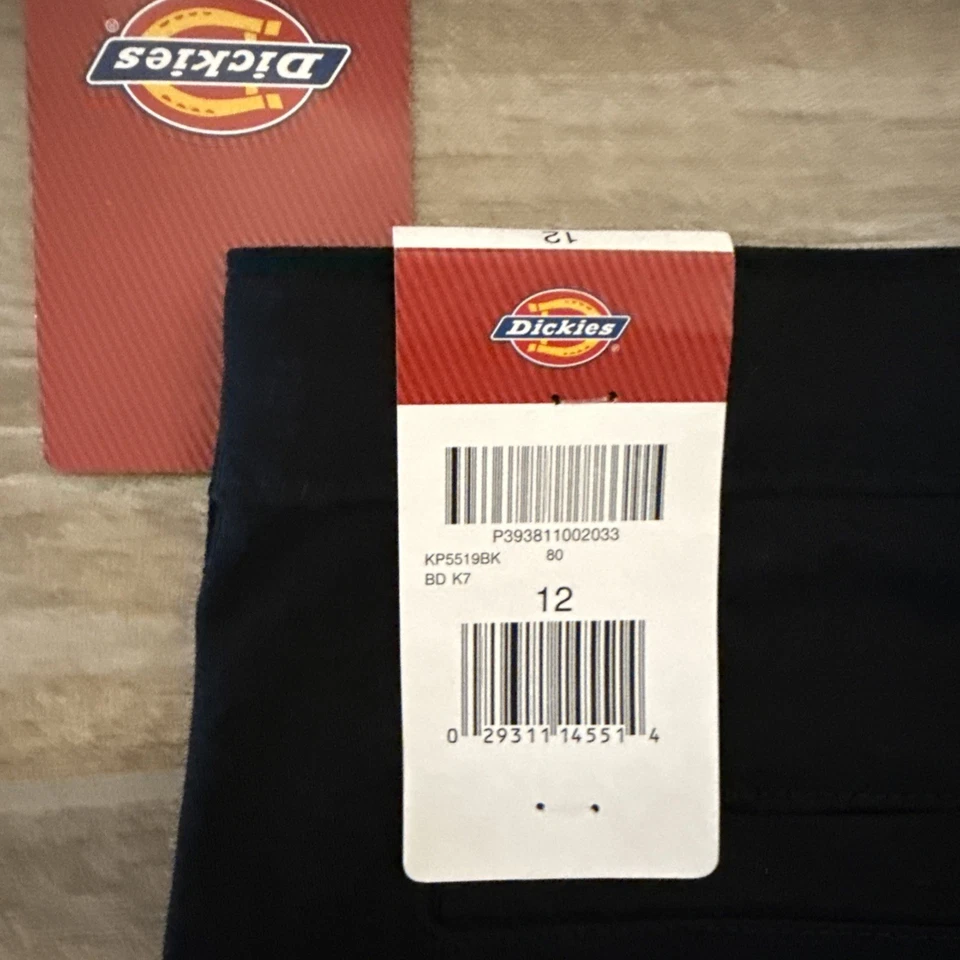 Dickies
®
12
Dickies
®
P393811002033
KP5519BK 80
BD K7
12
0 29311 14551 4